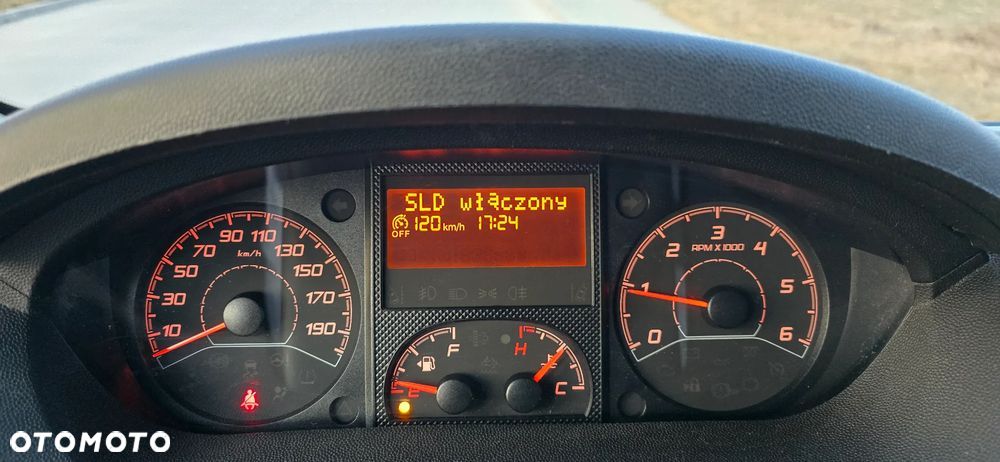 SLD włączony
OFF 120 km/h 17:24
10 30 50 70 90 110 130 150 170 190
km/h
0 1 2 3 4 5 6
RPM X 1000
F
E
H
C
OTOMOTO